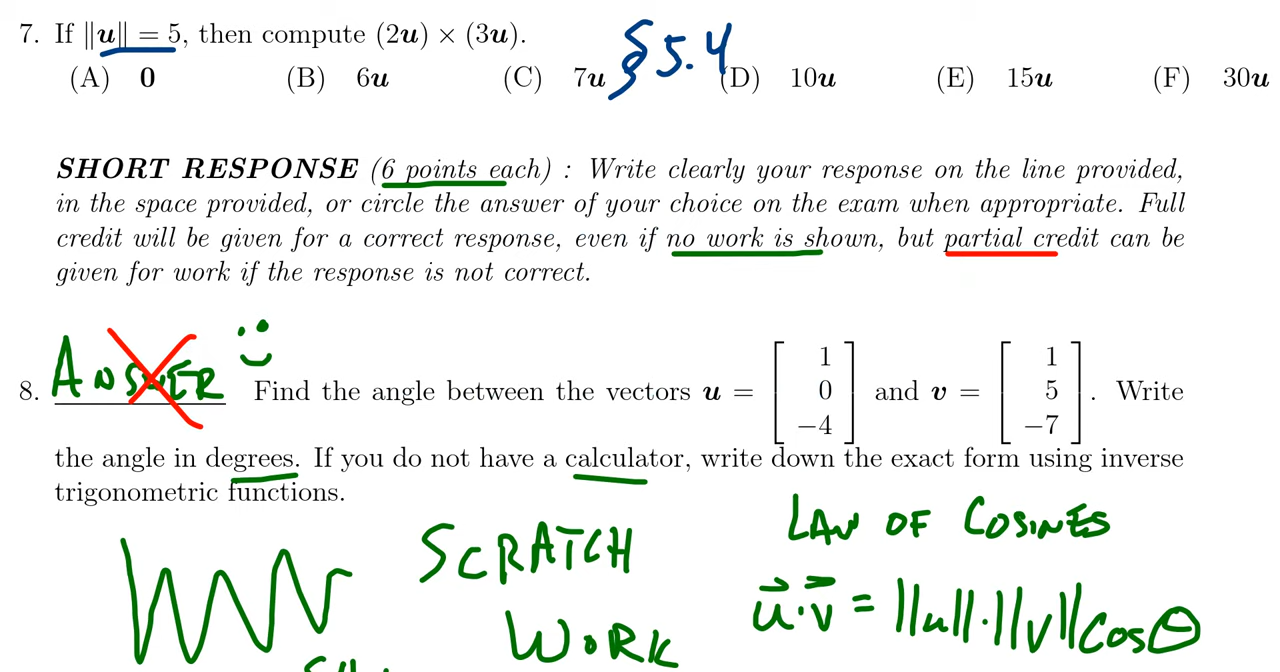 7. If ‖u‖ = 5, then compute (2u) × (3u).
§5.4
(A) 0 (B) 6u (C) 7u (D) 10u (E) 15u (F) 30u
SHORT RESPONSE (6 points each) : Write clearly your response on the line provided,
in the space provided, or circle the answer of your choice on the exam when appropriate. Full
credit will be given for a correct response, even if no work is shown, but partial credit can be
given for work if the response is not correct.
8. ANSWER Find the angle between the vectors u = [1 0 −4] and v = [1 5 −7]. Write
the angle in degrees. If you do not have a calculator, write down the exact form using inverse
trigonometric functions.
LAW OF COSINES
SCRATCH
u·v = ||u||·||v||cosθ
WORK